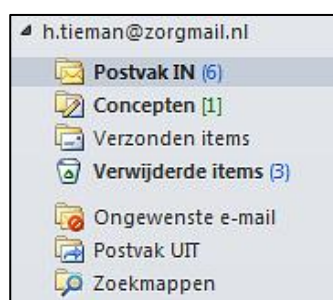 h.tieman@zorgmail.nl
Postvak IN (6)
Concepten [1]
Verzonden items
Verwijderde items (3)
Ongewenste e-mail
Postvak UIT
Zoekmappen